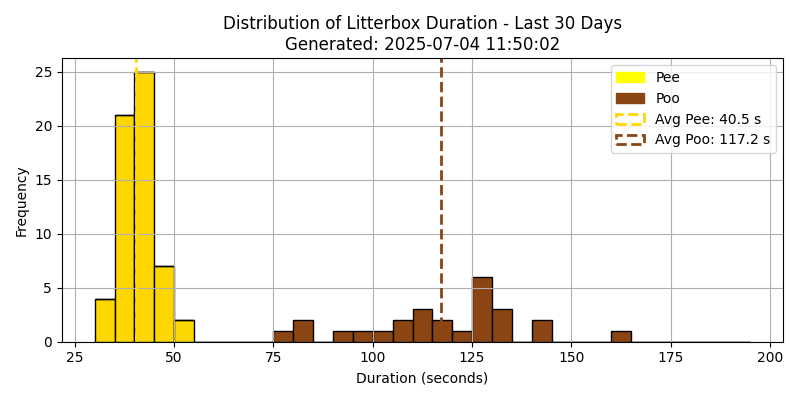 Distribution of Litterbox Duration - Last 30 Days
Generated: 2025-07-04 11:50:02
Pee
Poo
Avg Pee: 40.5 s
Avg Poo: 117.2 s
Frequency
25
20
15
10
5
0
25 50 75 100 125 150 175 200
Duration (seconds)